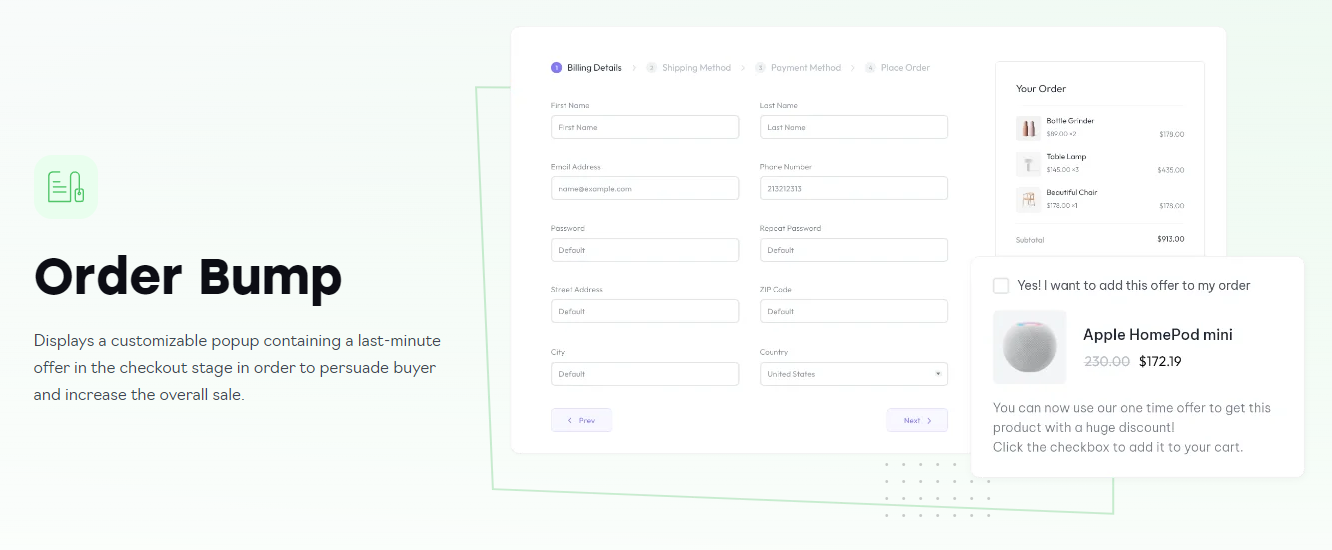 Order Bump
Displays a customizable popup containing a last-minute
offer in the checkout stage in order to persuade buyer
and increase the overall sale.
1 Billing Details 2 Shipping Method 3 Payment Method 4 Place Order
First Name Last Name
First Name Last Name
Email Address Phone Number
name@example.com 213212313
Password Repeat Password
Default Default
Street Address ZIP Code
Default Default
City Country
Default United States
Prev Next
Your Order
Bottle Grinder
$89.00 ×2 $178.00
Table Lamp
$145.00 ×3 $435.00
Beautiful Chair
$178.00 ×1 $178.00
Subtotal $913.00
Yes! I want to add this offer to my order
Apple HomePod mini
230.00 $172.19
You can now use our one time offer to get this
product with a huge discount!
Click the checkbox to add it to your cart.